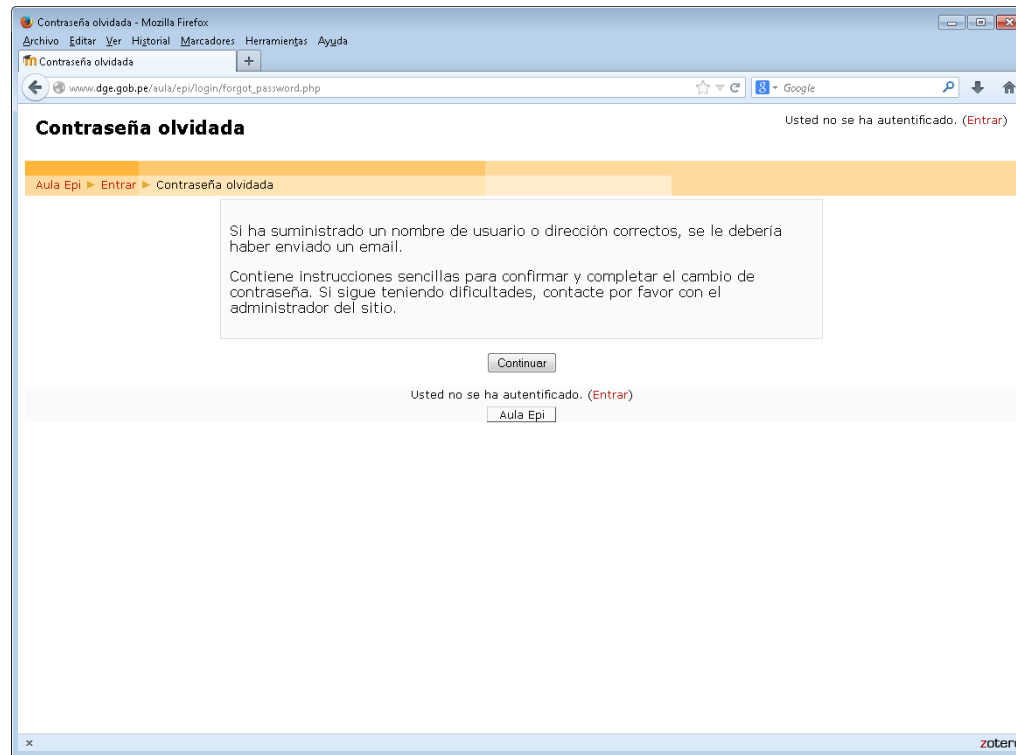 Contraseña olvidada - Mozilla Firefox
Archivo Editar Ver Historial Marcadores Herramientas Ayuda
Contraseña olvidada +
www.dge.gob.pe/aula/epi/login/forgot_password.php Google
Contraseña olvidada
Usted no se ha autentificado. (Entrar)
Aula Epi ► Entrar ► Contraseña olvidada
Si ha suministrado un nombre de usuario o dirección correctos, se le debería
haber enviado un email.
Contiene instrucciones sencillas para confirmar y completar el cambio de
contraseña. Si sigue teniendo dificultades, contacte por favor con el
administrador del sitio.
Continuar
Usted no se ha autentificado. (Entrar)
Aula Epi
× zotero